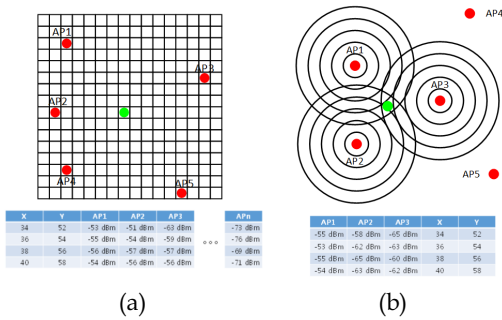 AP1
AP3
AP2
AP4
AP5
X Y AP1 AP2 AP3 APn
34 52 -53 dBm -51 dBm -63 dBm -73 dBm
36 54 -55 dBm -54 dBm -59 dBm °°° -76 dBm
38 56 -56 dBm -57 dBm -57 dBm -69 dBm
40 58 -54 dBm -56 dBm -56 dBm -71 dBm
(a)
AP4
AP1
AP3
AP2
AP5
AP1 AP2 AP3 X Y
-55 dBm -58 dBm -65 dBm 34 52
-53 dBm -62 dBm -63 dBm 36 54
-55 dBm -65 dBm -60 dBm 38 56
-54 dBm -63 dBm -62 dBm 40 58
(b)